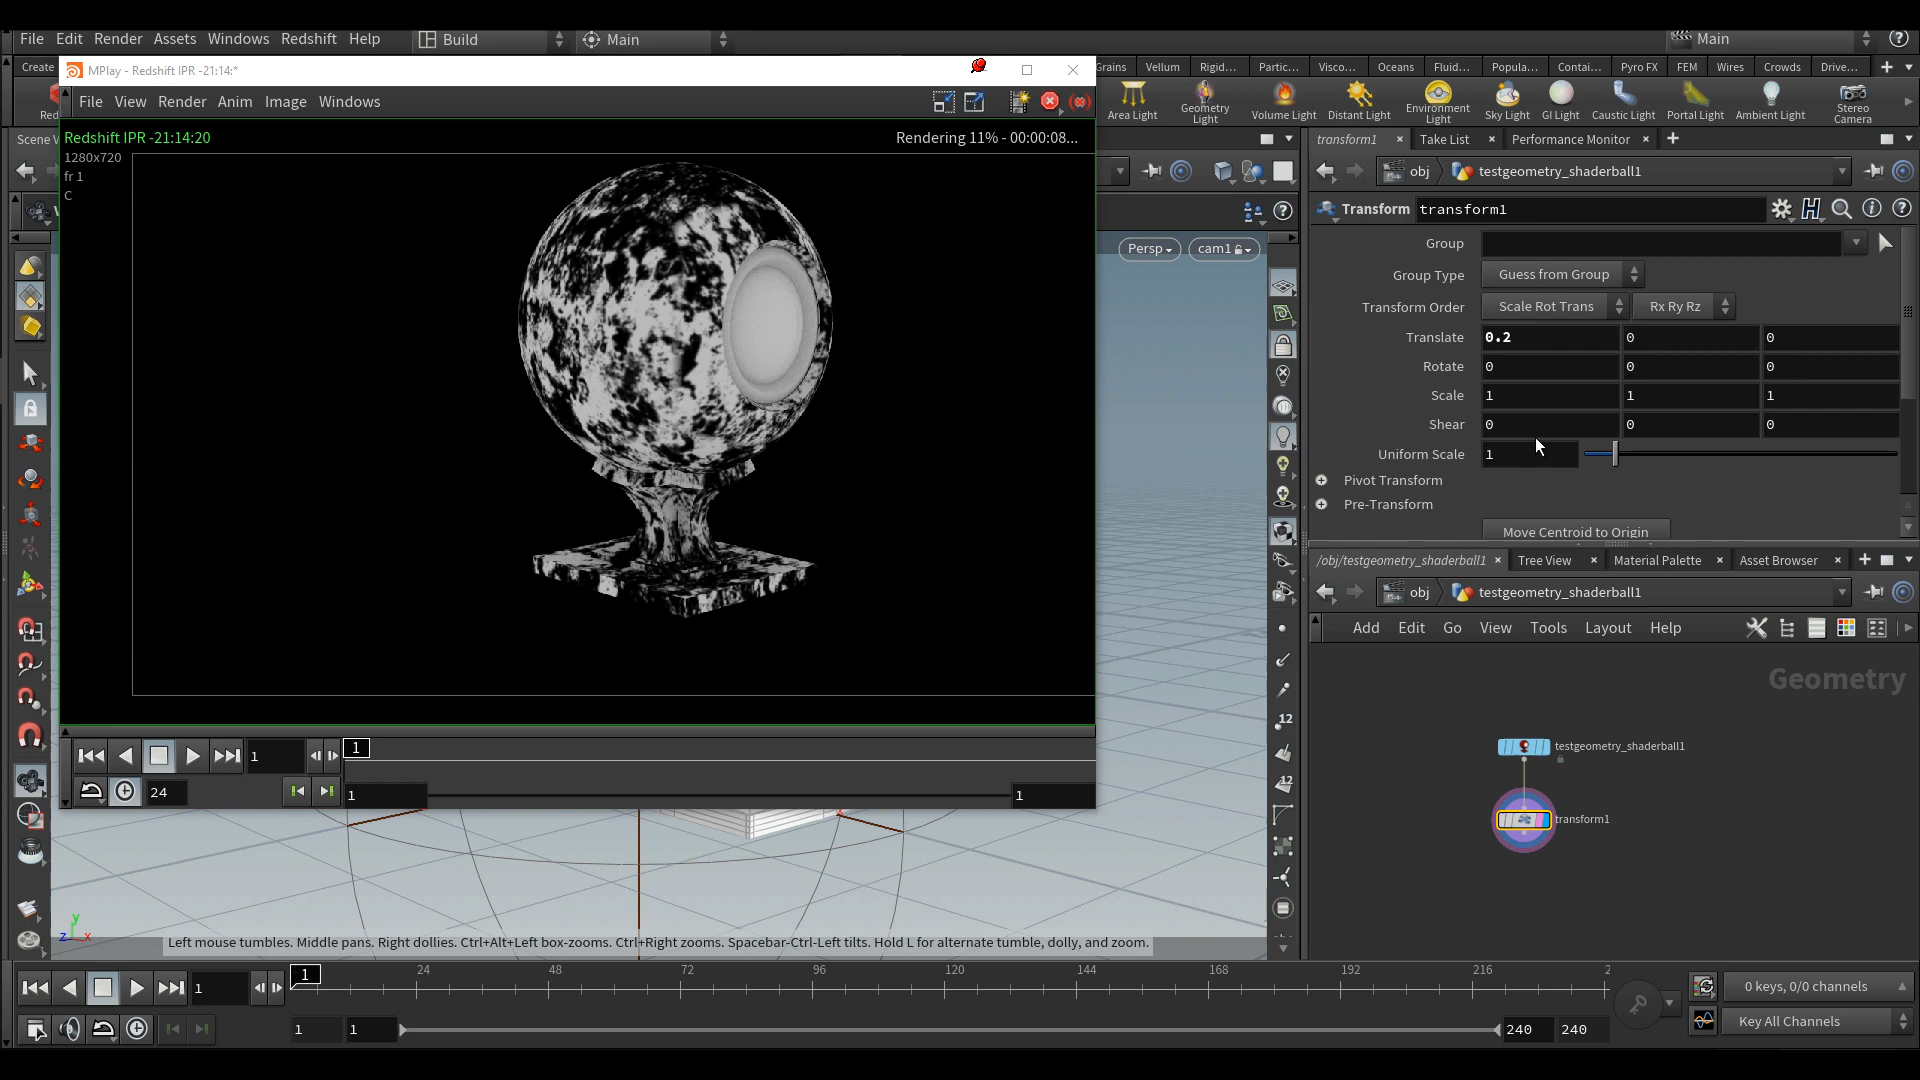 File Edit Render Assets Windows Redshift Help Build Main Main
Create Grains Vellum Rigid... Partic... Visco... Oceans Fluid... Popula... Contai... Pyro FX FEM Wires Crowds Drive...
MPlay - Redshift IPR -21:14:*
File View Render Anim Image Windows
Red
Area Light
Geometry Light
Volume Light
Distant Light
Environment Light
Sky Light
GI Light
Caustic Light
Portal Light
Ambient Light
Stereo Camera
Redshift IPR -21:14:20 Rendering 11% - 00:00:08...
1280x720
fr 1
C
Scene
Persp
cam1
transform1 Take List Performance Monitor
obj testgeometry_shaderball1
Transform transform1
Group
Group Type Guess from Group
Transform Order Scale Rot Trans Rx Ry Rz
Translate 0.2 0 0
Rotate 0 0 0
Scale 1 1 1
Shear 0 0 0
Uniform Scale 1
Pivot Transform
Pre-Transform
Move Centroid to Origin
/obj/testgeometry_shaderball1 Tree View Material Palette Asset Browser
obj testgeometry_shaderball1
Add Edit Go View Tools Layout Help
Geometry
testgeometry_shaderball1
transform1
12
12
1 1
24 1 1
y
z x
Left mouse tumbles. Middle pans. Right dollies. Ctrl+Alt+Left box-zooms. Ctrl+Right zooms. Spacebar-Ctrl-Left tilts. Hold L for alternate tumble, dolly, and zoom.
1 1 24 48 72 96 120 144 168 192 216 2
0 keys, 0/0 channels
1 1 240 240
Key All Channels